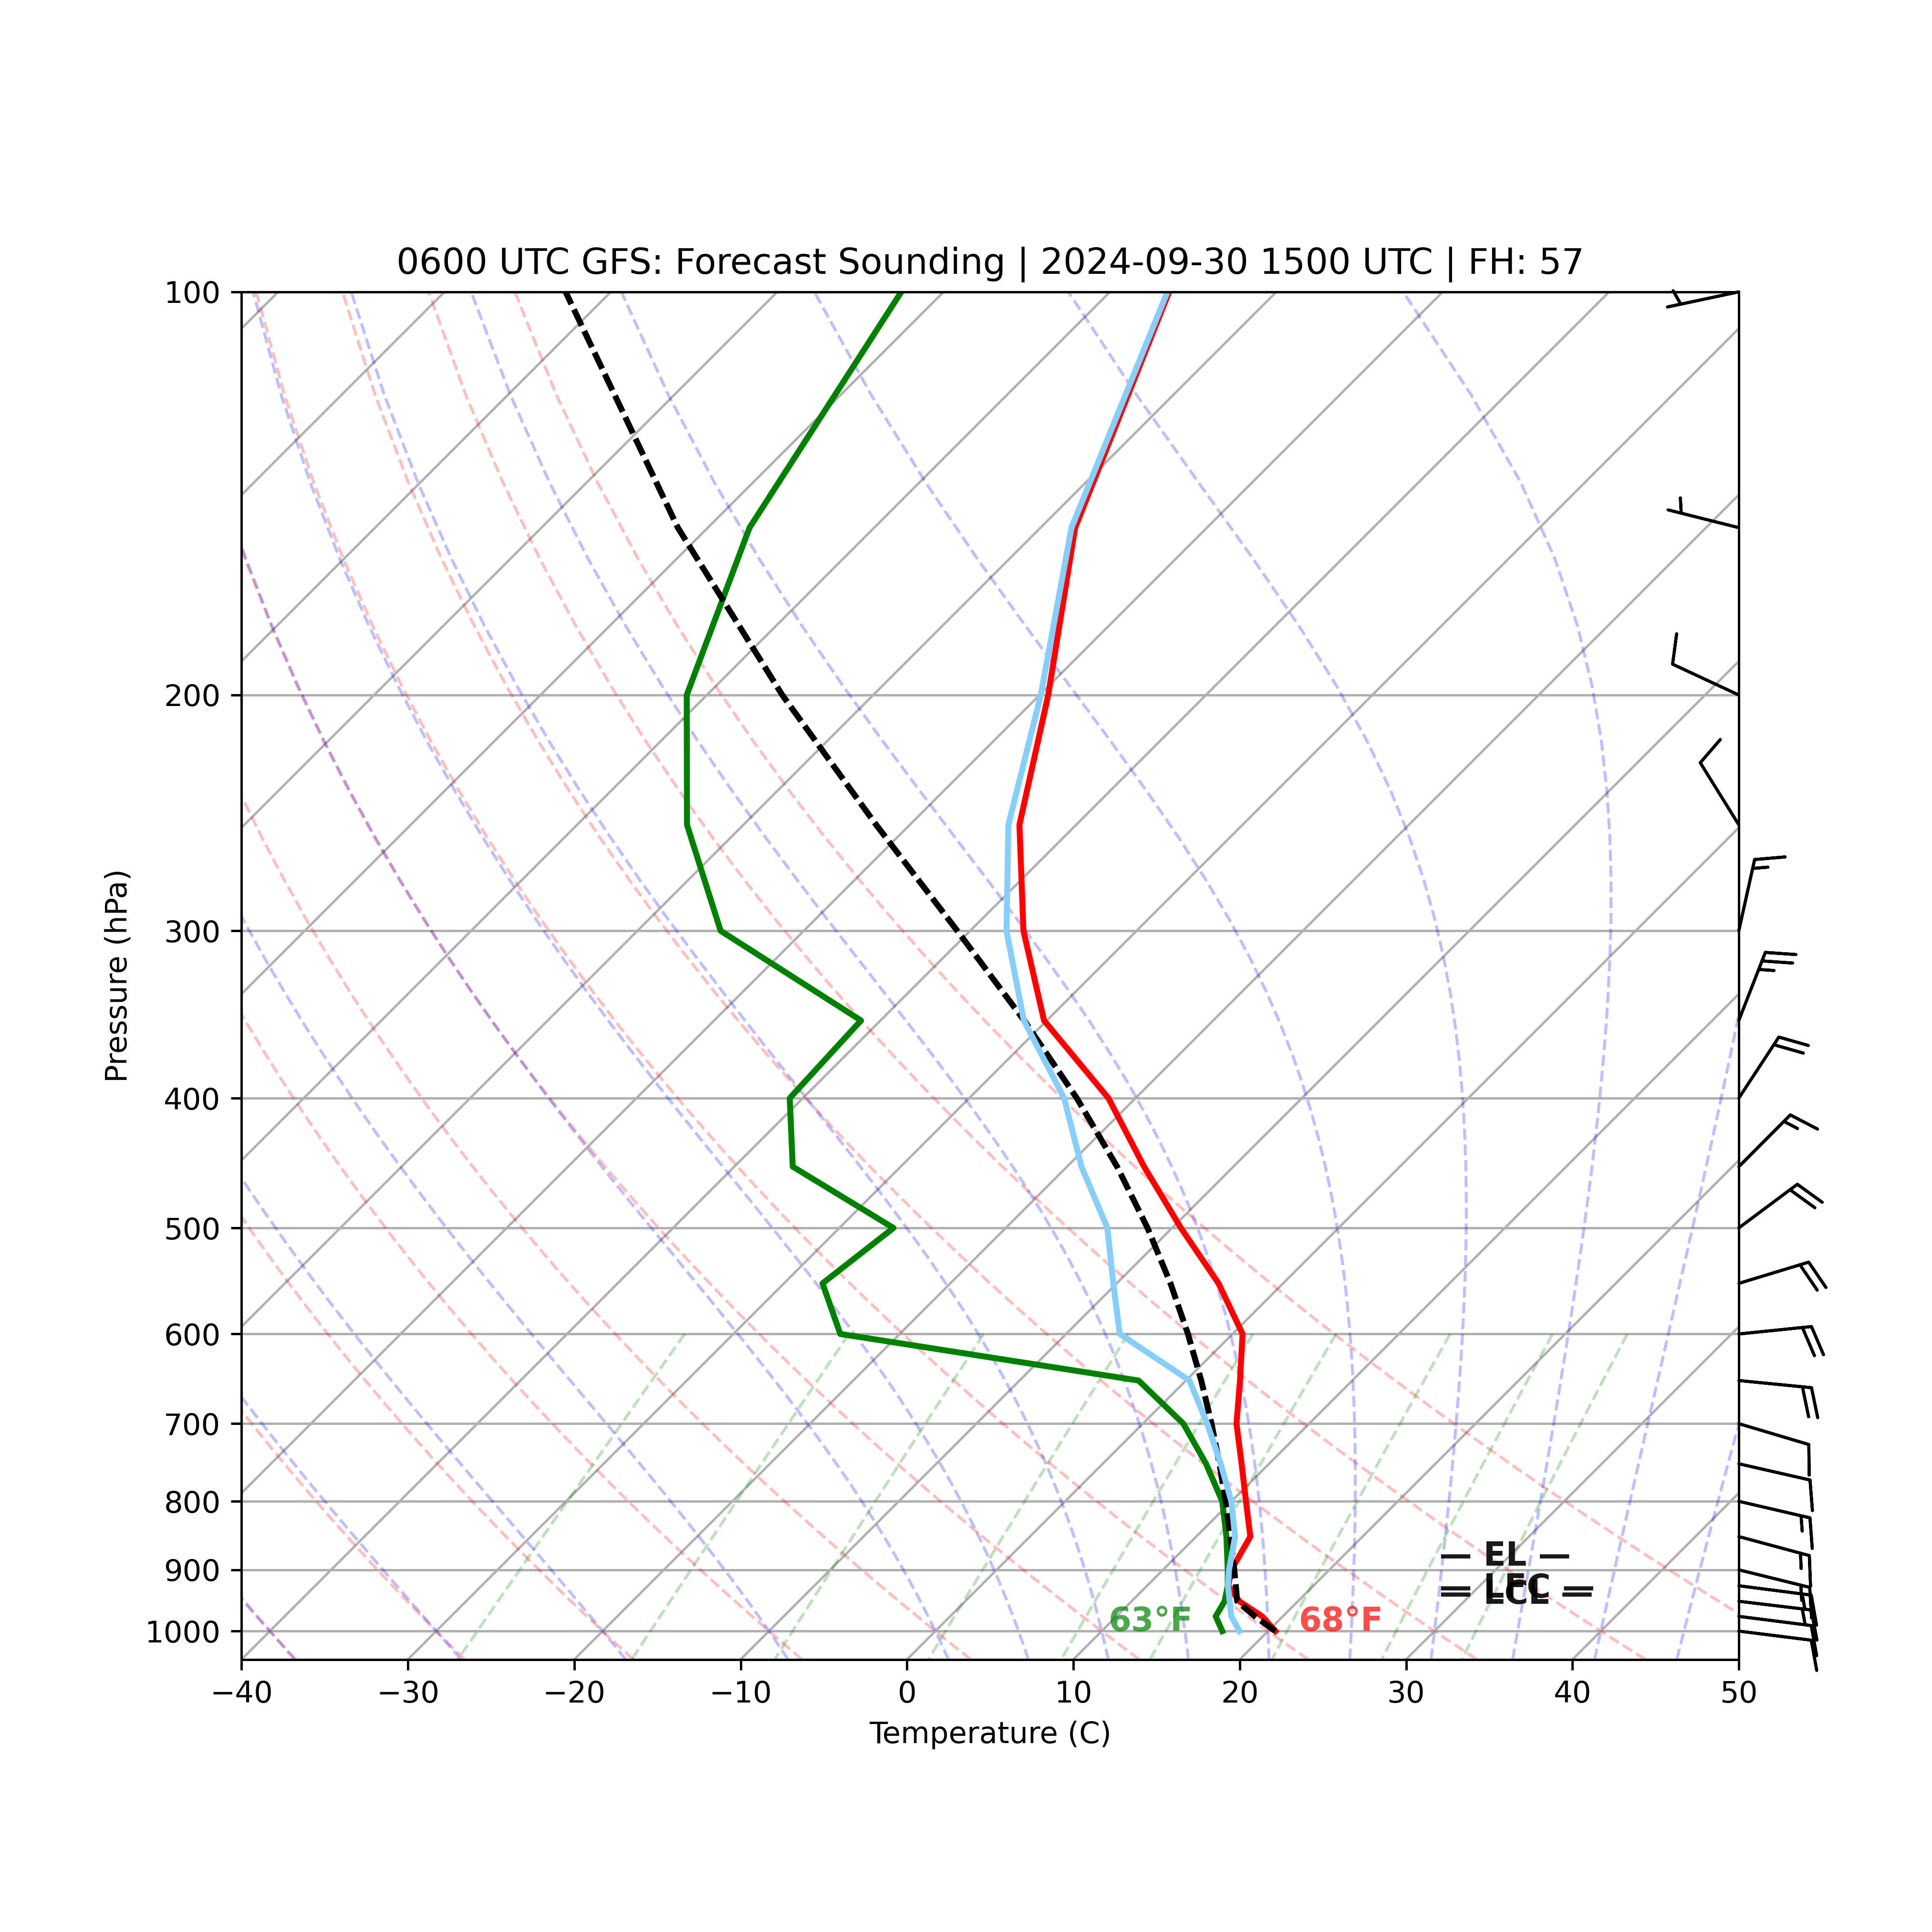 0600 UTC GFS: Forecast Sounding | 2024-09-30 1500 UTC | FH: 57
100
200
300
400
500
600
700
800
900
1000
Pressure (hPa)
— EL —
— LFC —
— LCL —
63°F 68°F
−40 −30 −20 −10 0 10 20 30 40 50
Temperature (C)